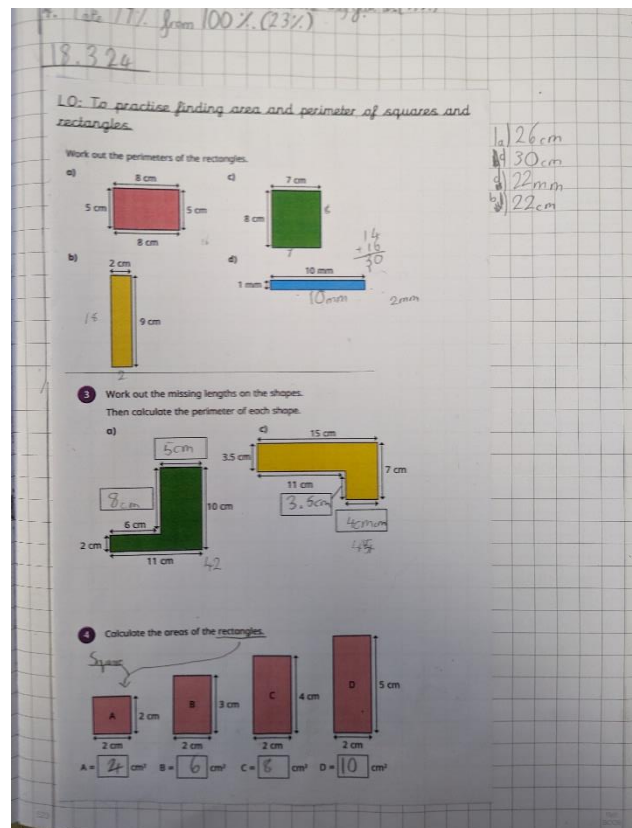 from 100%. (23%)
18.324
LO: To practise finding area and perimeter of squares and
rectangles
Work out the perimeters of the rectangles.
a) 8 cm c) 7 cm
5 cm 5 cm 8 cm
8 cm 7
b) 2 cm d) 10 mm
1 mm 10mm 2mm
18 9 cm
2
14
+16
30
1a) 26cm
d) 30cm
d) 22mm
b) 22cm
3 Work out the missing lengths on the shapes.
Then calculate the perimeter of each shape.
a) c) 15 cm
5cm 3.5 cm 7 cm
8cm 10 cm 11 cm
6 cm 3.5cm
2 cm 4cm
11 cm 42
4 Calculate the areas of the rectangles.
Square
A 2 cm B 3 cm C 4 cm D 5 cm
2 cm 2 cm 2 cm 2 cm
A = 4 cm² B = 6 cm² C = 8 cm² D = 10 cm²